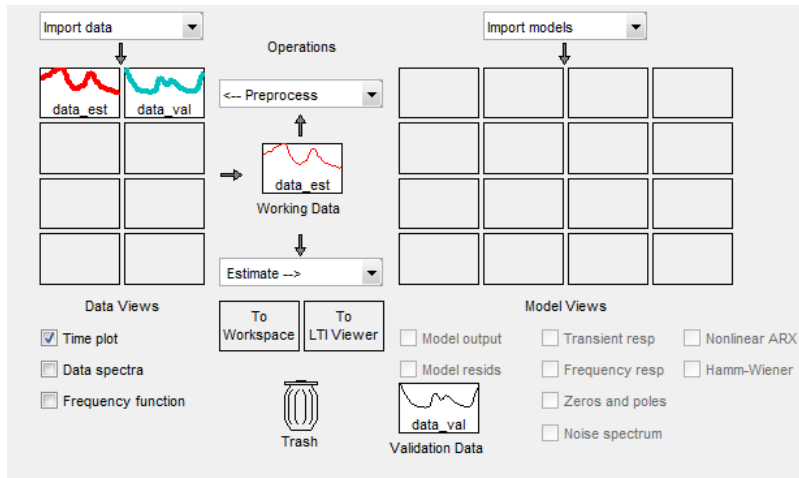 Import data
Import models
Operations
data_est
data_val
<-- Preprocess
data_est
Working Data
Estimate -->
Data Views
Model Views
To Workspace
To LTI Viewer
Time plot
Model output
Transient resp
Nonlinear ARX
Data spectra
Model resids
Frequency resp
Hamm-Wiener
Frequency function
Zeros and poles
data_val
Noise spectrum
Trash
Validation Data